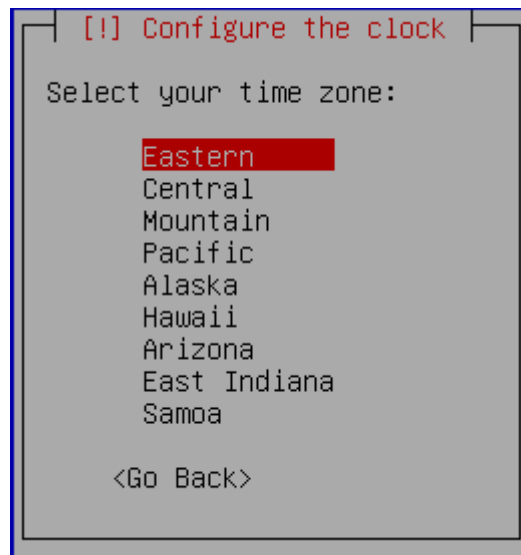 [!] Configure the clock
Select your time zone:
Eastern
Central
Mountain
Pacific
Alaska
Hawaii
Arizona
East Indiana
Samoa
<Go Back>